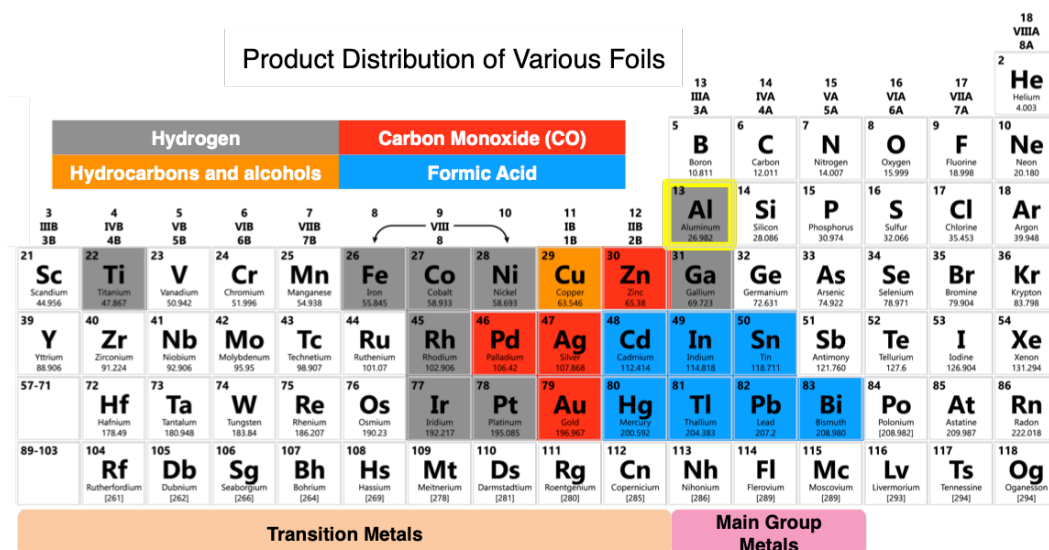 18
VIIIA
8A
Product Distribution of Various Foils
2
He
Helium
4.003
13 14 15 16 17
IIIA IVA VA VIA VIIA
3A 4A 5A 6A 7A
5 6 7 8 9 10
B C N O F Ne
Boron Carbon Nitrogen Oxygen Fluorine Neon
10.811 12.011 14.007 15.999 18.998 20.180
Hydrogen Carbon Monoxide (CO)
Hydrocarbons and alcohols Formic Acid
13 14 15 16 17 18
Al Si P S Cl Ar
Aluminum Silicon Phosphorus Sulfur Chlorine Argon
26.982 28.086 30.974 32.066 35.453 39.948
3 4 5 6 7 8 9 10 11 12
IIIB IVB VB VIB VIIB VIII IB IIB
3B 4B 5B 6B 7B 8 1B 2B
21 22 23 24 25 26 27 28 29 30 31 32 33 34 35 36
Sc Ti V Cr Mn Fe Co Ni Cu Zn Ga Ge As Se Br Kr
Scandium Titanium Vanadium Chromium Manganese Iron Cobalt Nickel Copper Zinc Gallium Germanium Arsenic Selenium Bromine Krypton
44.956 47.867 50.942 51.996 54.938 55.845 58.933 58.693 63.546 65.38 69.723 72.631 74.922 78.971 79.904 83.798
39 40 41 42 43 44 45 46 47 48 49 50 51 52 53 54
Y Zr Nb Mo Tc Ru Rh Pd Ag Cd In Sn Sb Te I Xe
Yttrium Zirconium Niobium Molybdenum Technetium Ruthenium Rhodium Palladium Silver Cadmium Indium Tin Antimony Tellurium Iodine Xenon
88.906 91.224 92.906 95.95 98.907 101.07 102.906 106.42 107.868 112.414 114.818 118.711 121.760 127.6 126.904 131.294
57-71 72 73 74 75 76 77 78 79 80 81 82 83 84 85 86
Hf Ta W Re Os Ir Pt Au Hg Tl Pb Bi Po At Rn
Hafnium Tantalum Tungsten Rhenium Osmium Iridium Platinum Gold Mercury Thallium Lead Bismuth Polonium Astatine Radon
178.49 180.948 183.84 186.207 190.23 192.217 195.085 196.967 200.592 204.383 207.2 208.980 [208.982] 209.987 222.018
89-103 104 105 106 107 108 109 110 111 112 113 114 115 116 117 118
Rf Db Sg Bh Hs Mt Ds Rg Cn Nh Fl Mc Lv Ts Og
Rutherfordium Dubnium Seaborgium Bohrium Hassium Meitnerium Darmstadtium Roentgenium Copernicium Nihonium Flerovium Moscovium Livermorium Tennessine Oganesson
[261] [262] [266] [264] [269] [278] [281] [280] [285] [286] [289] [289] [293] [294] [294]
Transition Metals Main Group
Metals